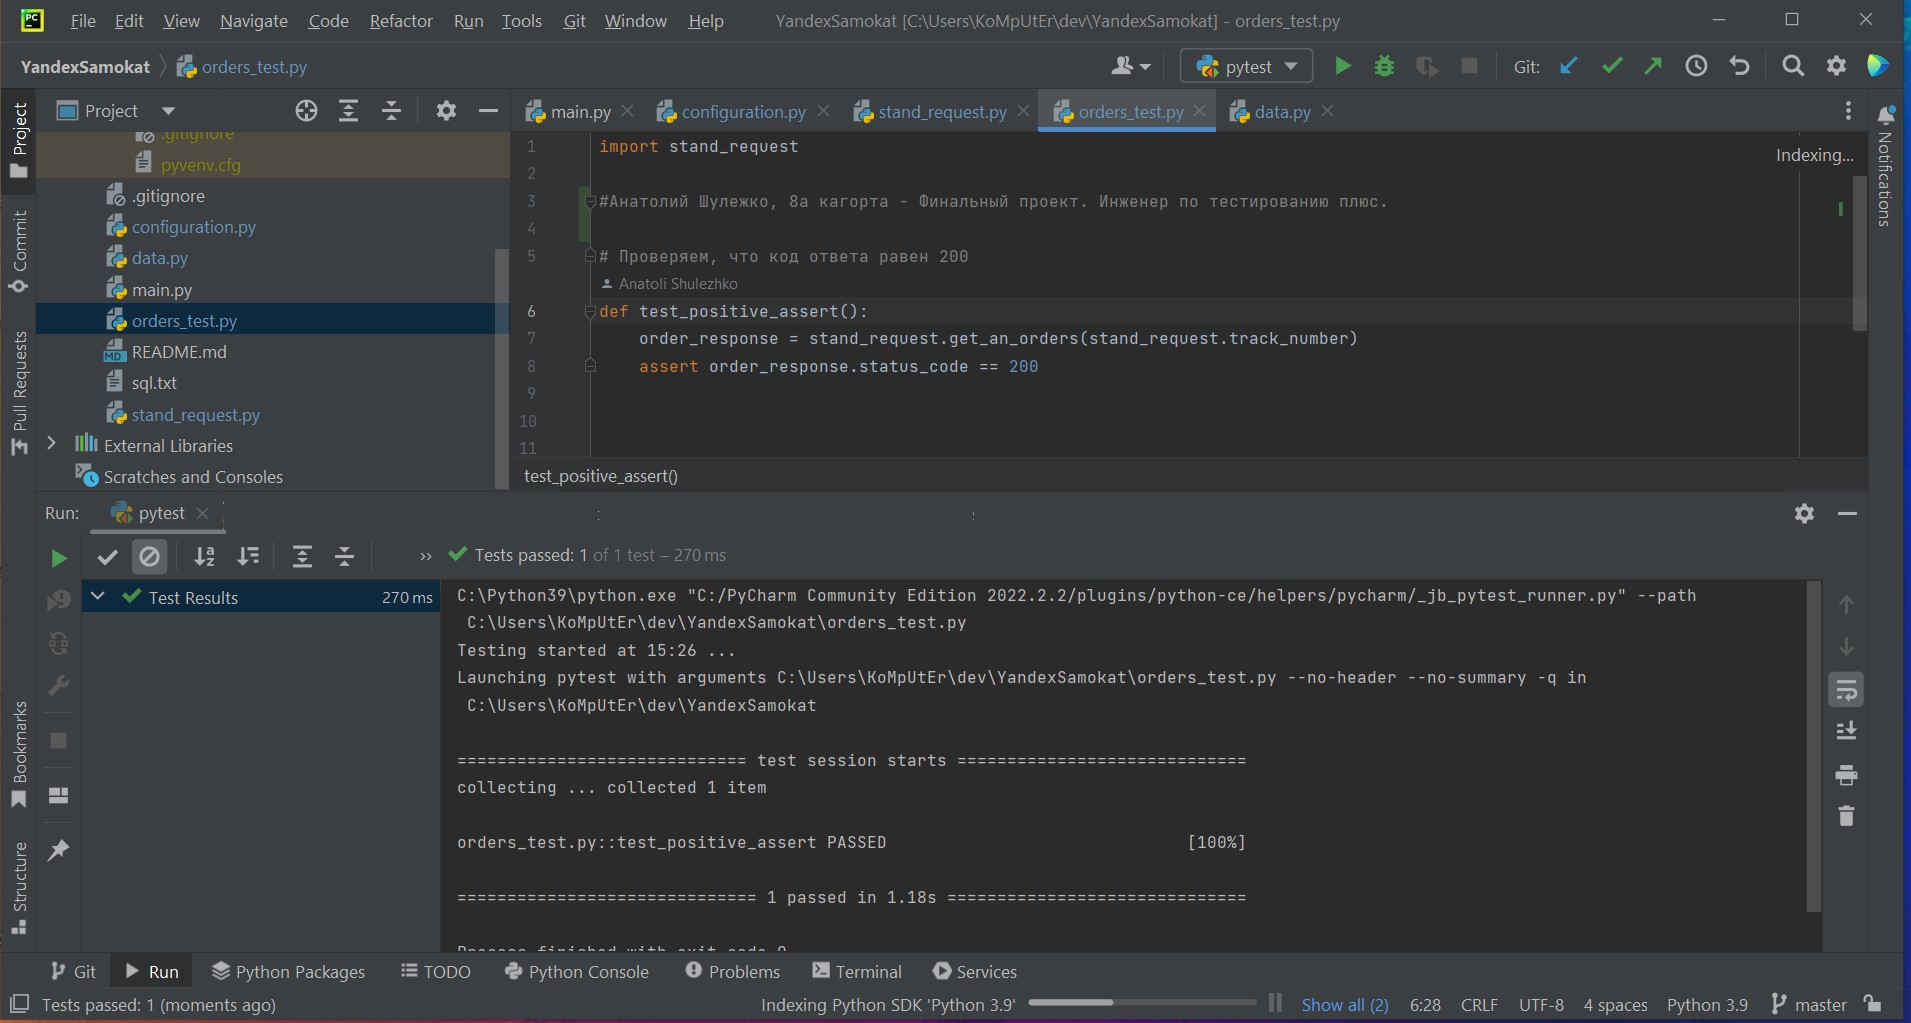 File Edit View Navigate Code Refactor Run Tools Git Window Help YandexSamokat [C:\Users\KoMpUtEr\dev\YandexSamokat] - orders_test.py
YandexSamokat orders_test.py pytest Git:
Project
main.py configuration.py stand_request.py orders_test.py data.py
Project
Commit
Pull Requests
Bookmarks
Structure
Notifications
.gitignore
pyvenv.cfg
.gitignore
configuration.py
data.py
main.py
orders_test.py
README.md
sql.txt
stand_request.py
External Libraries
Scratches and Consoles
Indexing...
1 import stand_request
2
3 #Анатолий Шулежко, 8а кагорта - Финальный проект. Инженер по тестированию плюс.
4
5 # Проверяем, что код ответа равен 200
Anatoli Shulezhko
6 def test_positive_assert():
7 order_response = stand_request.get_an_orders(stand_request.track_number)
8 assert order_response.status_code == 200
9
10
11
test_positive_assert()
Run: pytest
Tests passed: 1 of 1 test – 270 ms
Test Results 270 ms
C:\Python39\python.exe "C:/PyCharm Community Edition 2022.2.2/plugins/python-ce/helpers/pycharm/_jb_pytest_runner.py" --path
C:\Users\KoMpUtEr\dev\YandexSamokat\orders_test.py
Testing started at 15:26 ...
Launching pytest with arguments C:\Users\KoMpUtEr\dev\YandexSamokat\orders_test.py --no-header --no-summary -q in
C:\Users\KoMpUtEr\dev\YandexSamokat
============================= test session starts =============================
collecting ... collected 1 item
orders_test.py::test_positive_assert PASSED [100%]
============================== 1 passed in 1.18s ==============================
Process finished with exit code 0
Git Run Python Packages TODO Python Console Problems Terminal Services
Tests passed: 1 (moments ago) Indexing Python SDK 'Python 3.9' Show all (2) 6:28 CRLF UTF-8 4 spaces Python 3.9 master